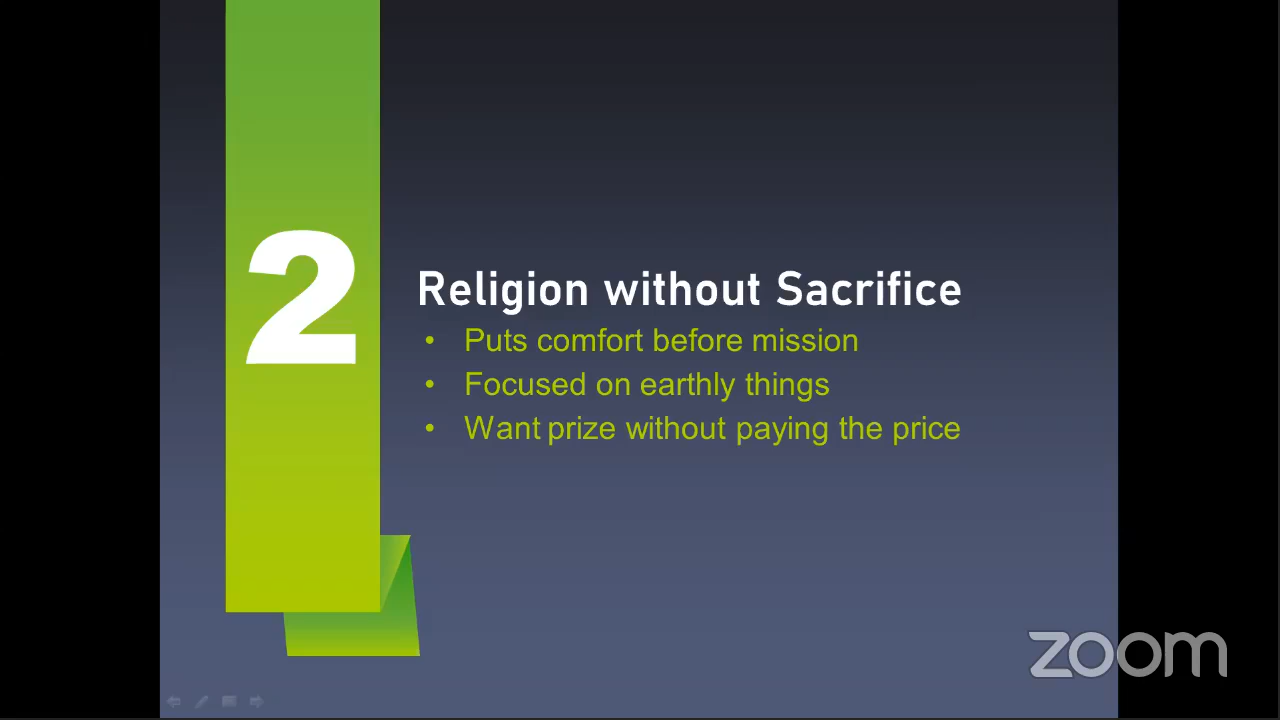 2
Religion without Sacrifice
• Puts comfort before mission
• Focused on earthly things
• Want prize without paying the price
zoom